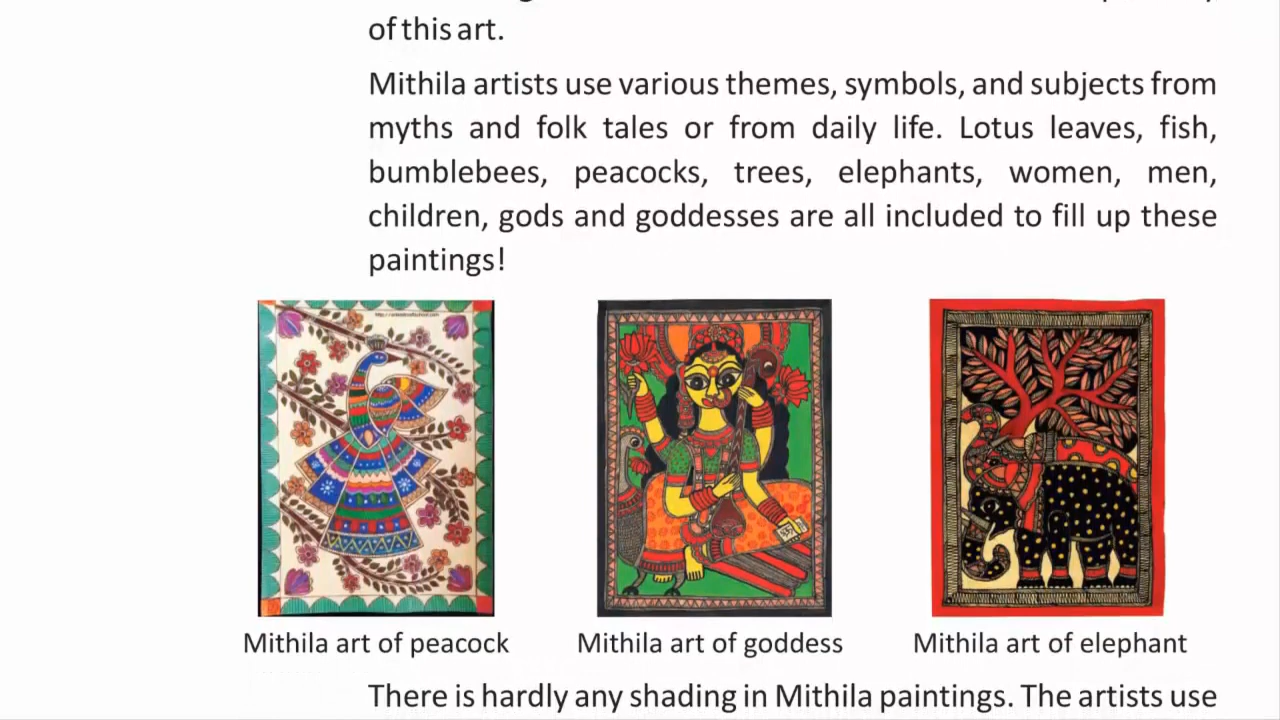 of this art.
Mithila artists use various themes, symbols, and subjects from
myths and folk tales or from daily life. Lotus leaves, fish,
bumblebees, peacocks, trees, elephants, women, men,
children, gods and goddesses are all included to fill up these
paintings!
Mithila art of peacock
Mithila art of goddess
Mithila art of elephant
There is hardly any shading in Mithila paintings. The artists use